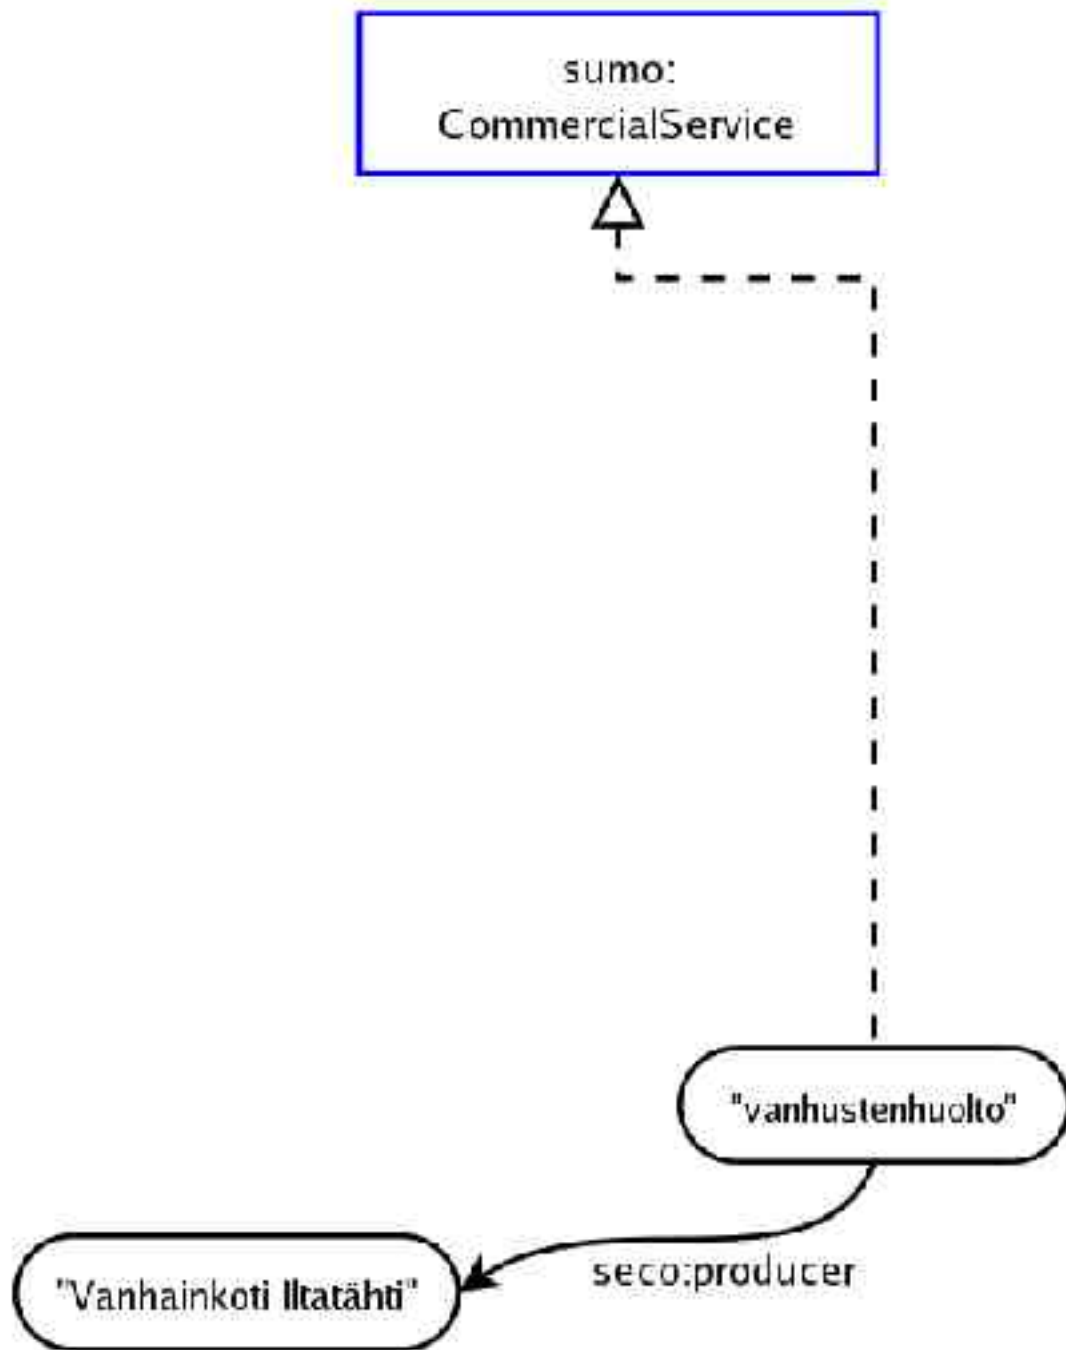 sumo:
CommercialService
"vanhustenhuolto"
seco:producer
"Vanhainkoti Iltatähti"